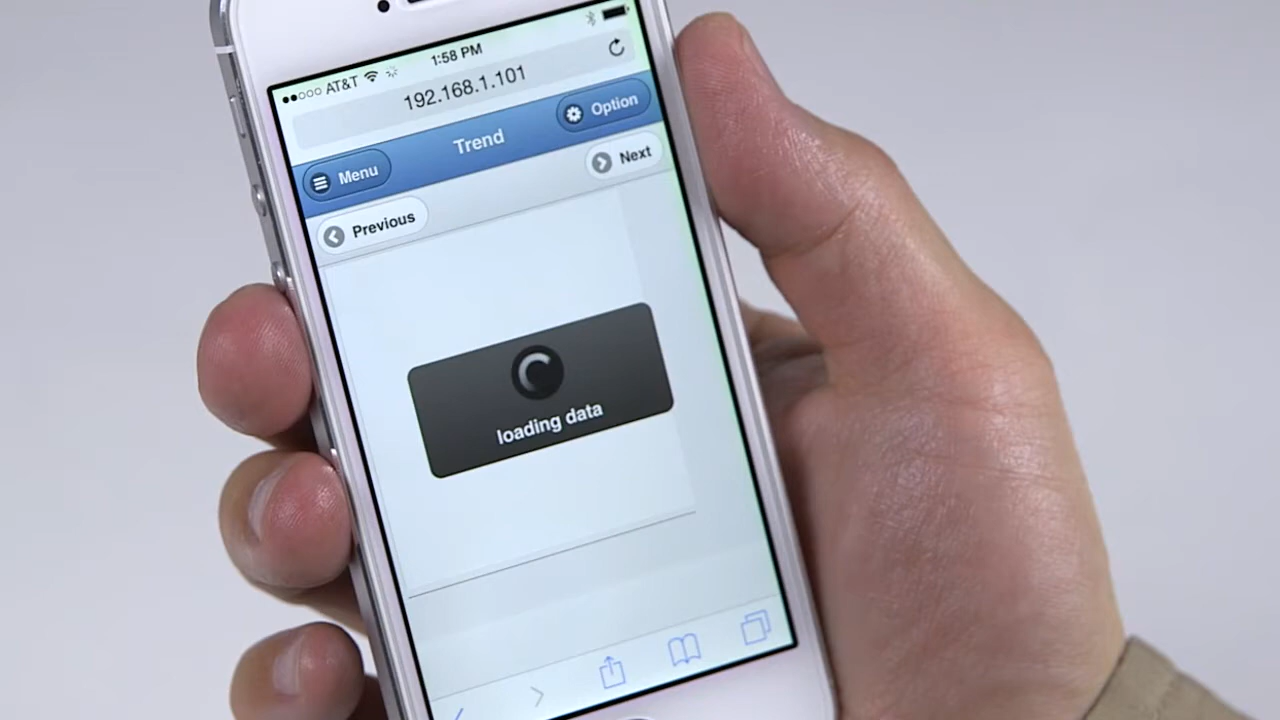 AT&T 1:58 PM
192.168.1.101
Menu Trend Option
Previous Next
loading data